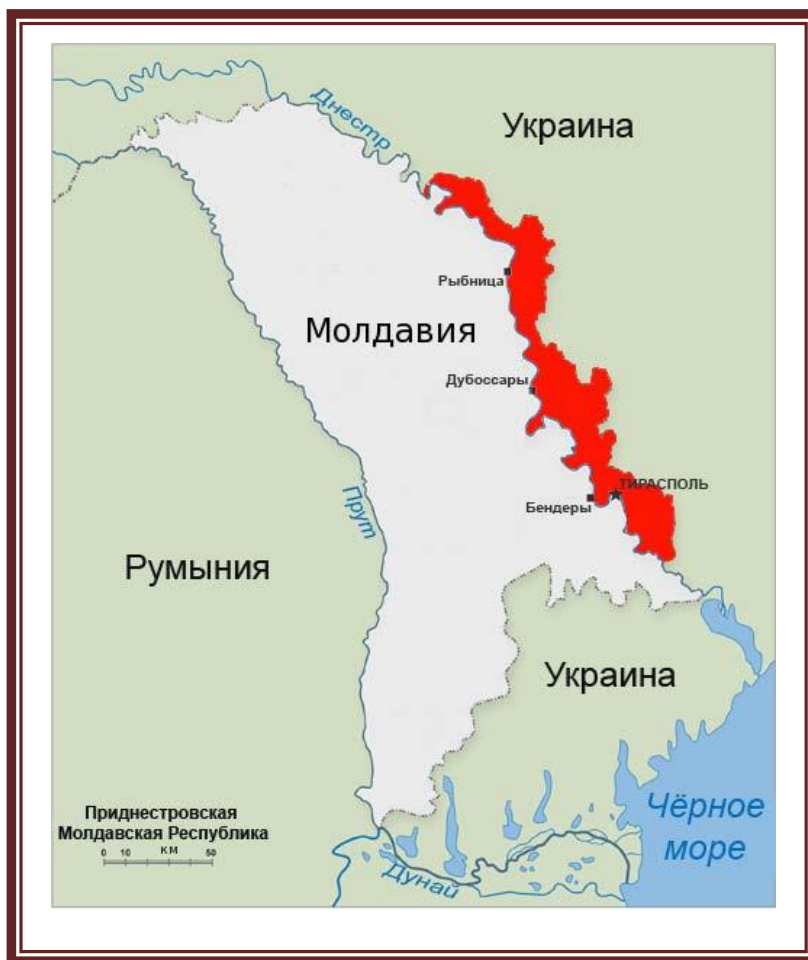 Днестр
Украина
Рыбница
Молдавия
Дубоссары
ТИРАСПОЛЬ
Бендеры
Прут
Румыния
Украина
Приднестровская
Молдавская Республика
0 10 КМ 50
Чёрное
море
Дунай